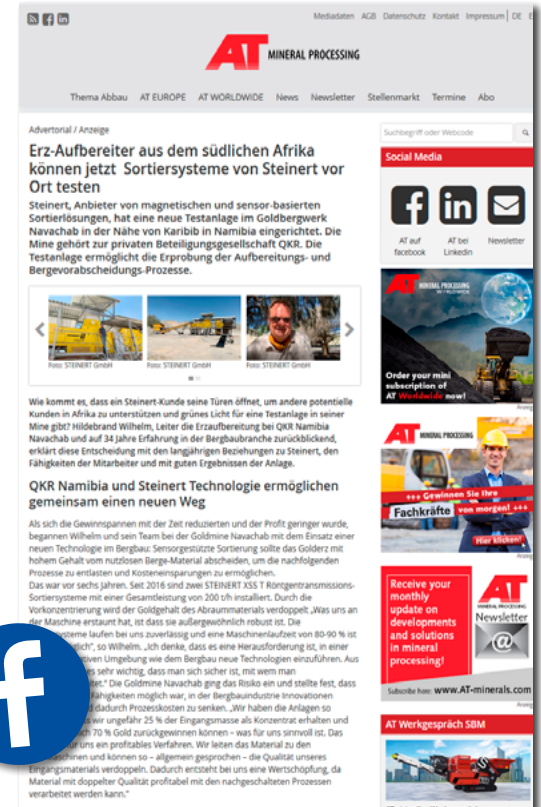 Mediadaten AGB Datenschutz Kontakt Impressum | DE E
AT MINERAL PROCESSING
Thema Abbau AT EUROPE AT WORLDWIDE News Newsletter Stellenmarkt Termine Abo
Advertorial / Anzeige
Erz-Aufbereiter aus dem südlichen Afrika
können jetzt Sortiersysteme von Steinert vor
Ort testen
Steinert, Anbieter von magnetischen und sensor-basierten
Sortierlösungen, hat eine neue Testanlage im Goldbergwerk
Navachab in der Nähe von Karibib in Namibia eingerichtet. Die
Mine gehört zur privaten Beteiligungsgesellschaft QKR. Die
Testanlage ermöglicht die Erprobung der Aufbereitungs- und
Bergevorabscheidungs-Prozesse.
Foto: STEINERT GmbH Foto: STEINERT GmbH Foto: STEINERT GmbH
Wie kommt es, dass ein Steinert-Kunde seine Türen öffnet, um andere potentielle
Kunden in Afrika zu unterstützen und grünes Licht für eine Testanlage in seiner
Mine gibt? Hildebrand Wilhelm, Leiter die Erzaufbereitung bei QKR Namibia
Navachab und auf 34 Jahre Erfahrung in der Bergbaubranche zurückblickend,
erklärt diese Entscheidung mit den langjährigen Beziehungen zu Steinert, den
Fähigkeiten der Mitarbeiter und mit guten Ergebnissen der Anlage.
QKR Namibia und Steinert Technologie ermöglichen
gemeinsam einen neuen Weg
Als sich die Gewinnspannen mit der Zeit reduzierten und der Profit geringer wurde,
begannen Wilhelm und sein Team bei der Goldmine Navachab mit dem Einsatz einer
neuen Technologie im Bergbau: Sensorgestützte Sortierung sollte das Golderz mit
hohem Gehalt vom nutzlosen Berge-Material abscheiden, um die nachfolgenden
Prozesse zu entlasten und Kosteneinsparungen zu ermöglichen.
Das war vor sechs Jahren. Seit 2016 sind zwei STEINERT XSS T Röntgentransmissions-
Sortiersysteme mit einer Gesamtleistung von 200 t/h installiert. Durch die
Vorkonzentrierung wird der Goldgehalt des Abraummaterials verdoppelt „Was uns an
der Maschine erstaunt hat, ist dass sie außergewöhnlich robust ist. Die
systeme laufen bei uns zuverlässig und eine Maschinenlaufzeit von 80-90 % ist
glich", so Wilhelm. „Ich denke, dass es eine Herausforderung ist, in einer
tiven Umgebung wie dem Bergbau neue Technologien einzuführen. Aus
es sehr wichtig, dass man sich sicher ist, mit wem man
tet." Die Goldmine Navachab ging das Risiko ein und stellte fest, dass
Fähigkeiten möglich war, in der Bergbauindustrie Innovationen
d dadurch Prozesskosten zu senken. „Wir haben die Anlagen so
ss wir ungefähr 25 % der Eingangsmasse als Konzentrat erhalten und
ch 70 % Gold zurückgewinnen können – was für uns sinnvoll ist. Das
für uns ein profitables Verfahren. Wir leiten das Material zu den
aschinen und können so – allgemein gesprochen – die Qualität unseres
Eingangsmaterials verdoppeln. Dadurch entsteht bei uns eine Wertschöpfung, da
Material mit doppelter Qualität profitabel mit den nachgeschalteten Prozessen
verarbeitet werden kann."
Suchbegriff oder Webcode
Social Media
AT auf
facebook
AT bei
Linkedin
Newsletter
AT MINERAL PROCESSING
WORLDWIDE
Order your mini
subscription of
AT Worldwide now!
Anzeige
AT MINERAL PROCESSING
+++ Gewinnen Sie Ihre
Fachkräfte von morgen! +++
Hier klicken!
Anzeige
Receive your
monthly
update on
developments
and solutions
in mineral
processing!
AT
Newsletter
@
Subscribe here: www.AT-minerals.com
Anzeige
AT Werkgespräch SBM